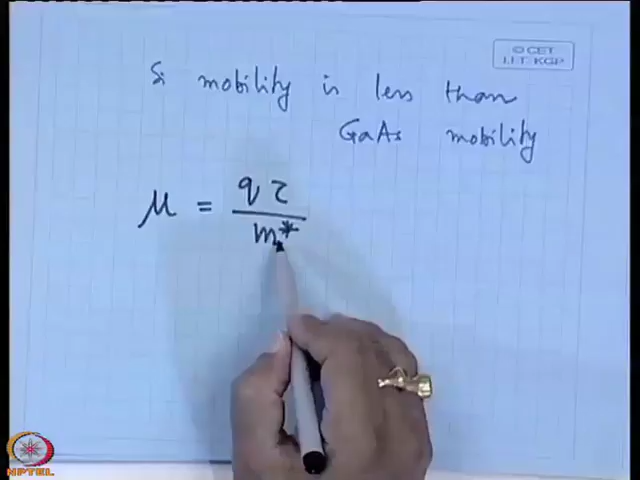 © CET
I.I.T. KGP
Si mobility is less than
GaAs mobility
μ = qτ / m*
NPTEL